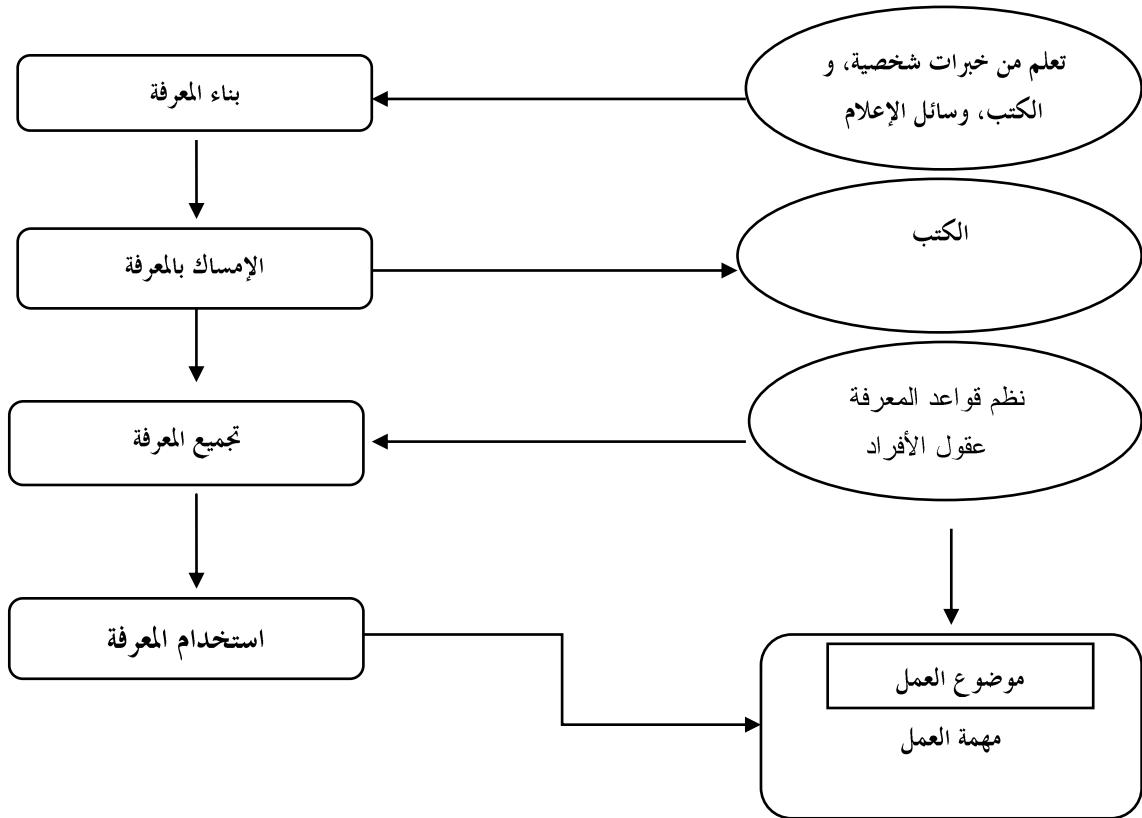 تعلم من خبرات شخصية، و
الكتب، وسائل الإعلام
بناء المعرفة
الكتب
الإمساك بالمعرفة
نظم قواعد المعرفة
عقول الأفراد
تجميع المعرفة
استخدام المعرفة
موضوع العمل
مهمة العمل